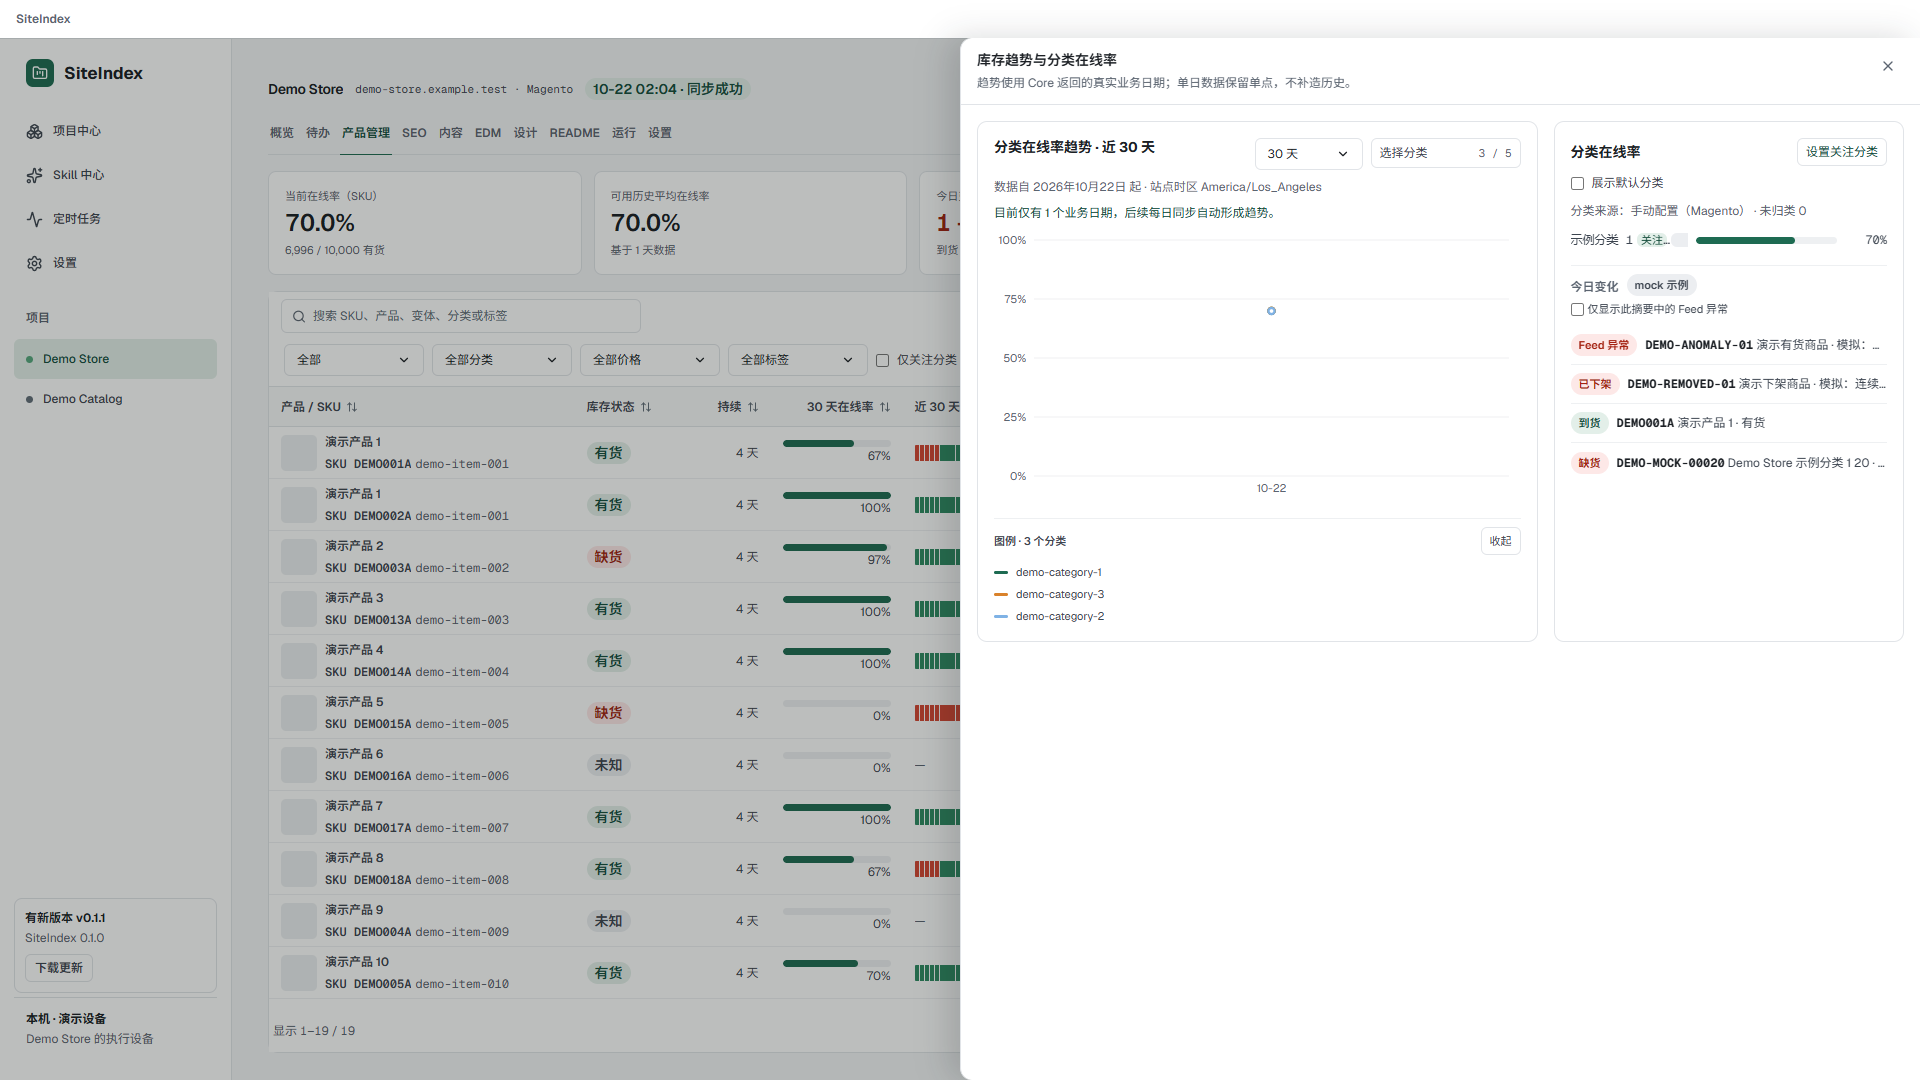 SiteIndex
SiteIndex
项目中心
Skill 中心
定时任务
设置
项目
Demo Store
Demo Catalog
有新版本 v0.1.1
SiteIndex 0.1.0
下载更新
本机 · 演示设备
Demo Store 的执行设备
Demo Store demo-store.example.test · Magento 10-22 02:04 · 同步成功
概览 待办 产品管理 SEO 内容 EDM 设计 README 运行 设置
当前在线率（SKU）
70.0%
6,996 / 10,000 有货
可用历史平均在线率
70.0%
基于 1 天数据
今日
1
到货
搜索 SKU、产品、变体、分类或标签
全部 全部分类 全部价格 全部标签 仅关注分类
产品 / SKU 库存状态 持续 30 天在线率 近 30 天
演示产品 1
SKU DEMO001A demo-item-001 有货 4 天 67%
演示产品 1
SKU DEMO002A demo-item-001 有货 4 天 100%
演示产品 2
SKU DEMO003A demo-item-002 缺货 4 天 97%
演示产品 3
SKU DEMO013A demo-item-003 有货 4 天 100%
演示产品 4
SKU DEMO014A demo-item-004 有货 4 天 100%
演示产品 5
SKU DEMO015A demo-item-005 缺货 4 天 0%
演示产品 6
SKU DEMO016A demo-item-006 未知 4 天 0% —
演示产品 7
SKU DEMO017A demo-item-007 有货 4 天 100%
演示产品 8
SKU DEMO018A demo-item-008 有货 4 天 67%
演示产品 9
SKU DEMO004A demo-item-009 未知 4 天 0% —
演示产品 10
SKU DEMO005A demo-item-010 有货 4 天 70%
显示 1–19 / 19
库存趋势与分类在线率
趋势使用 Core 返回的真实业务日期；单日数据保留单点，不补造历史。
分类在线率趋势 · 近 30 天
30 天
选择分类 3 / 5
数据自 2026年10月22日 起 · 站点时区 America/Los_Angeles
目前仅有 1 个业务日期，后续每日同步自动形成趋势。
100%
75%
50%
25%
0%
10-22
图例 · 3 个分类
收起
demo-category-1
demo-category-3
demo-category-2
分类在线率
设置关注分类
展示默认分类
分类来源：手动配置（Magento） · 未归类 0
示例分类 1 关注… 70%
今日变化 mock 示例
仅显示此摘要中的 Feed 异常
Feed 异常 DEMO-ANOMALY-01 演示有货商品 · 模拟：…
已下架 DEMO-REMOVED-01 演示下架商品 · 模拟：连续…
到货 DEMO001A 演示产品 1 · 有货
缺货 DEMO-MOCK-00020 Demo Store 示例分类 1 20 · …